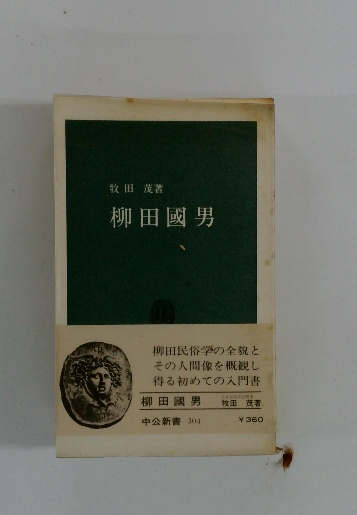 牧田 茂著
柳田國男
柳田民俗学の全貌と
その人間像を概観し
得る初めての入門書
柳田國男
牧田 茂著
中公新書 304
￥360